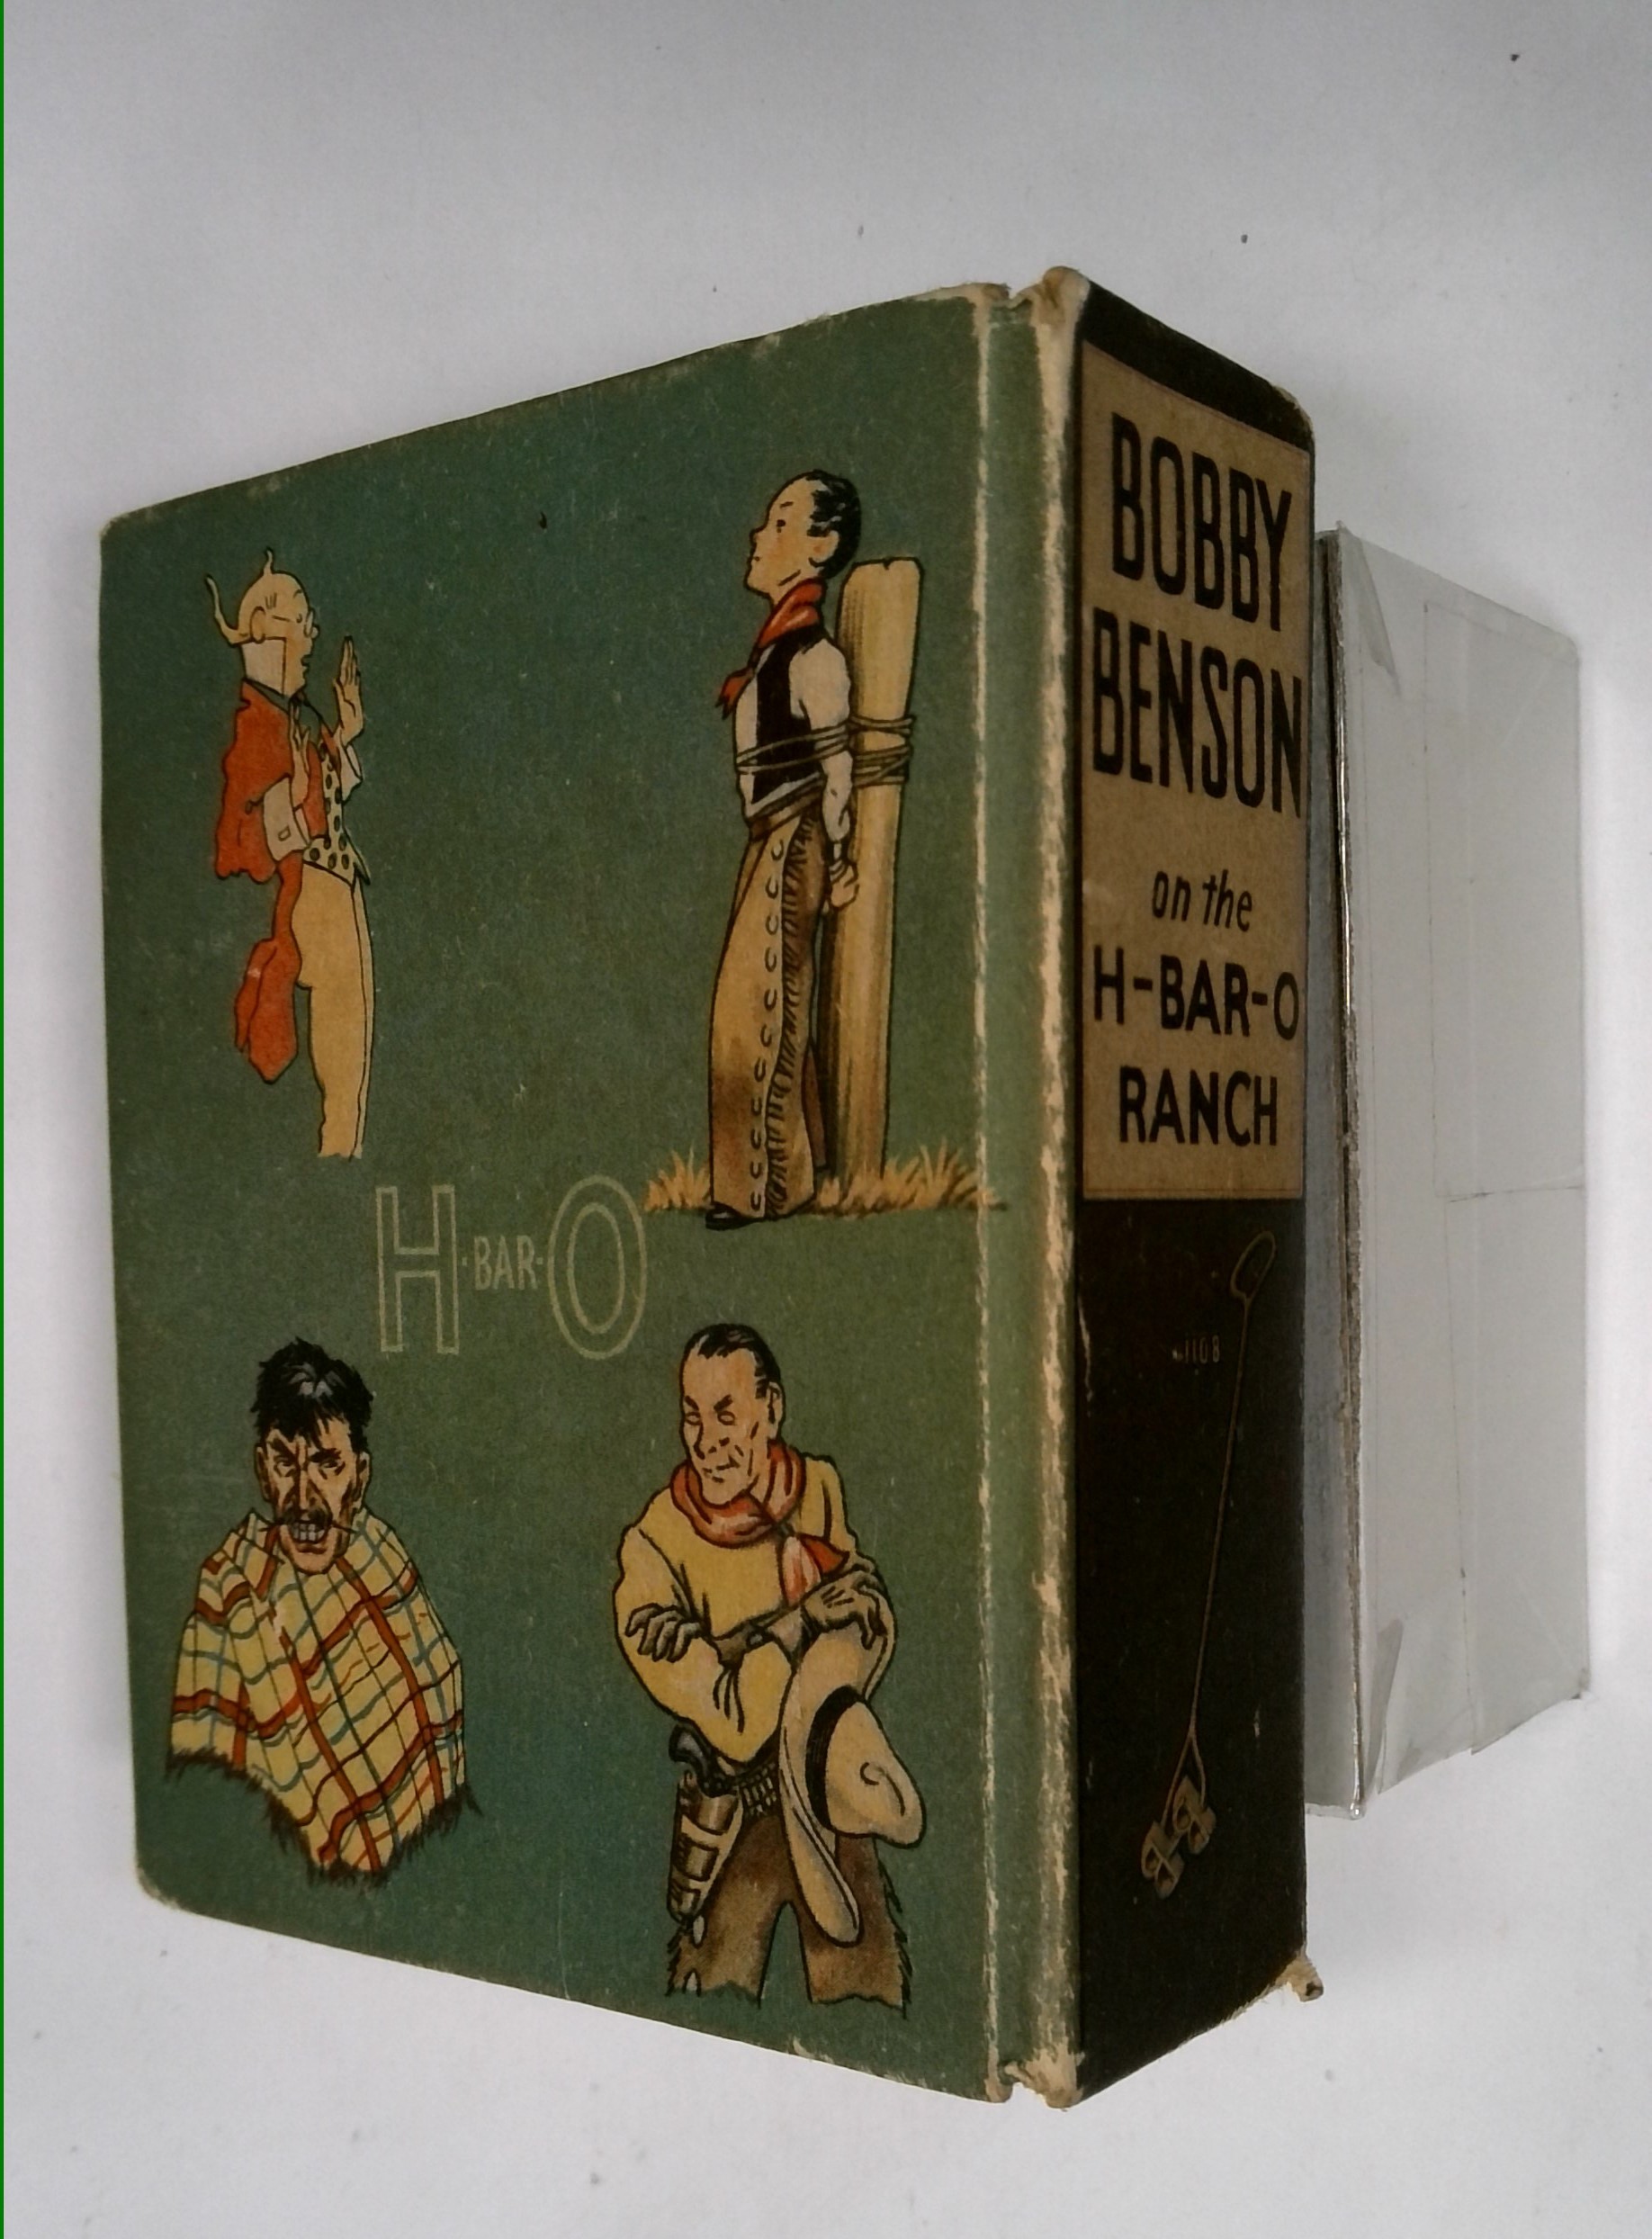 H·BAR·O
BOBBY
BENSON
on the
H-BAR-O
RANCH
1108